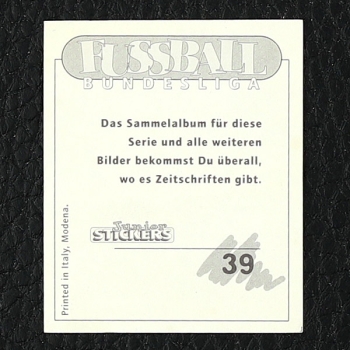 FUSSBALL
BUNDESLIGA
Das Sammelalbum für diese
Serie und alle weiteren
Bilder bekommst Du überall,
wo es Zeitschriften gibt.
Junior
STICKERS
39
Printed in Italy, Modena.